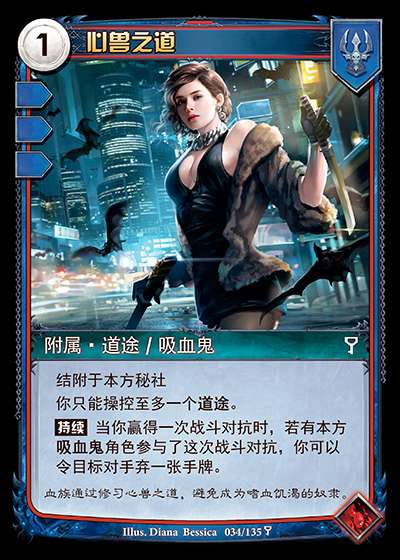 1
心兽之道
附属·道途 / 吸血鬼
结附于本方秘社
你只能操控至多一个道途。
持续 当你赢得一次战斗对抗时，若有本方
吸血鬼角色参与了这次战斗对抗，你可以
令目标对手弃一张手牌。
血族通过修习心兽之道，避免成为嗜血饥渴的奴隶。
Illus. Diana Bessica 034/135